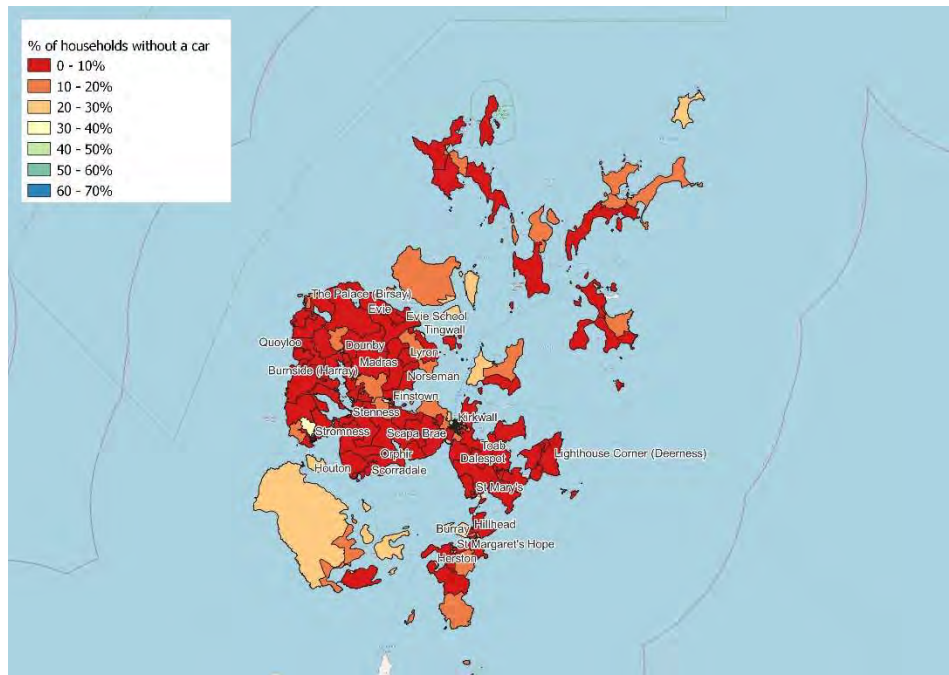 % of households without a car
0 - 10%
10 - 20%
20 - 30%
30 - 40%
40 - 50%
50 - 60%
60 - 70%
The Palace (Birsay)
Evie
Evie School
Tingwall
Quoyloo
Dounby
Lyron
Madras
Burnside (Harray)
Norseman
Finstown
Stenness
Kirkwall
Stromness
Scapa Brae
Toab
Orphir
Dalespot
Lighthouse Corner (Deerness)
Houton
Scorradale
St Mary's
Burray
Hillhead
St Margaret's Hope
Herston